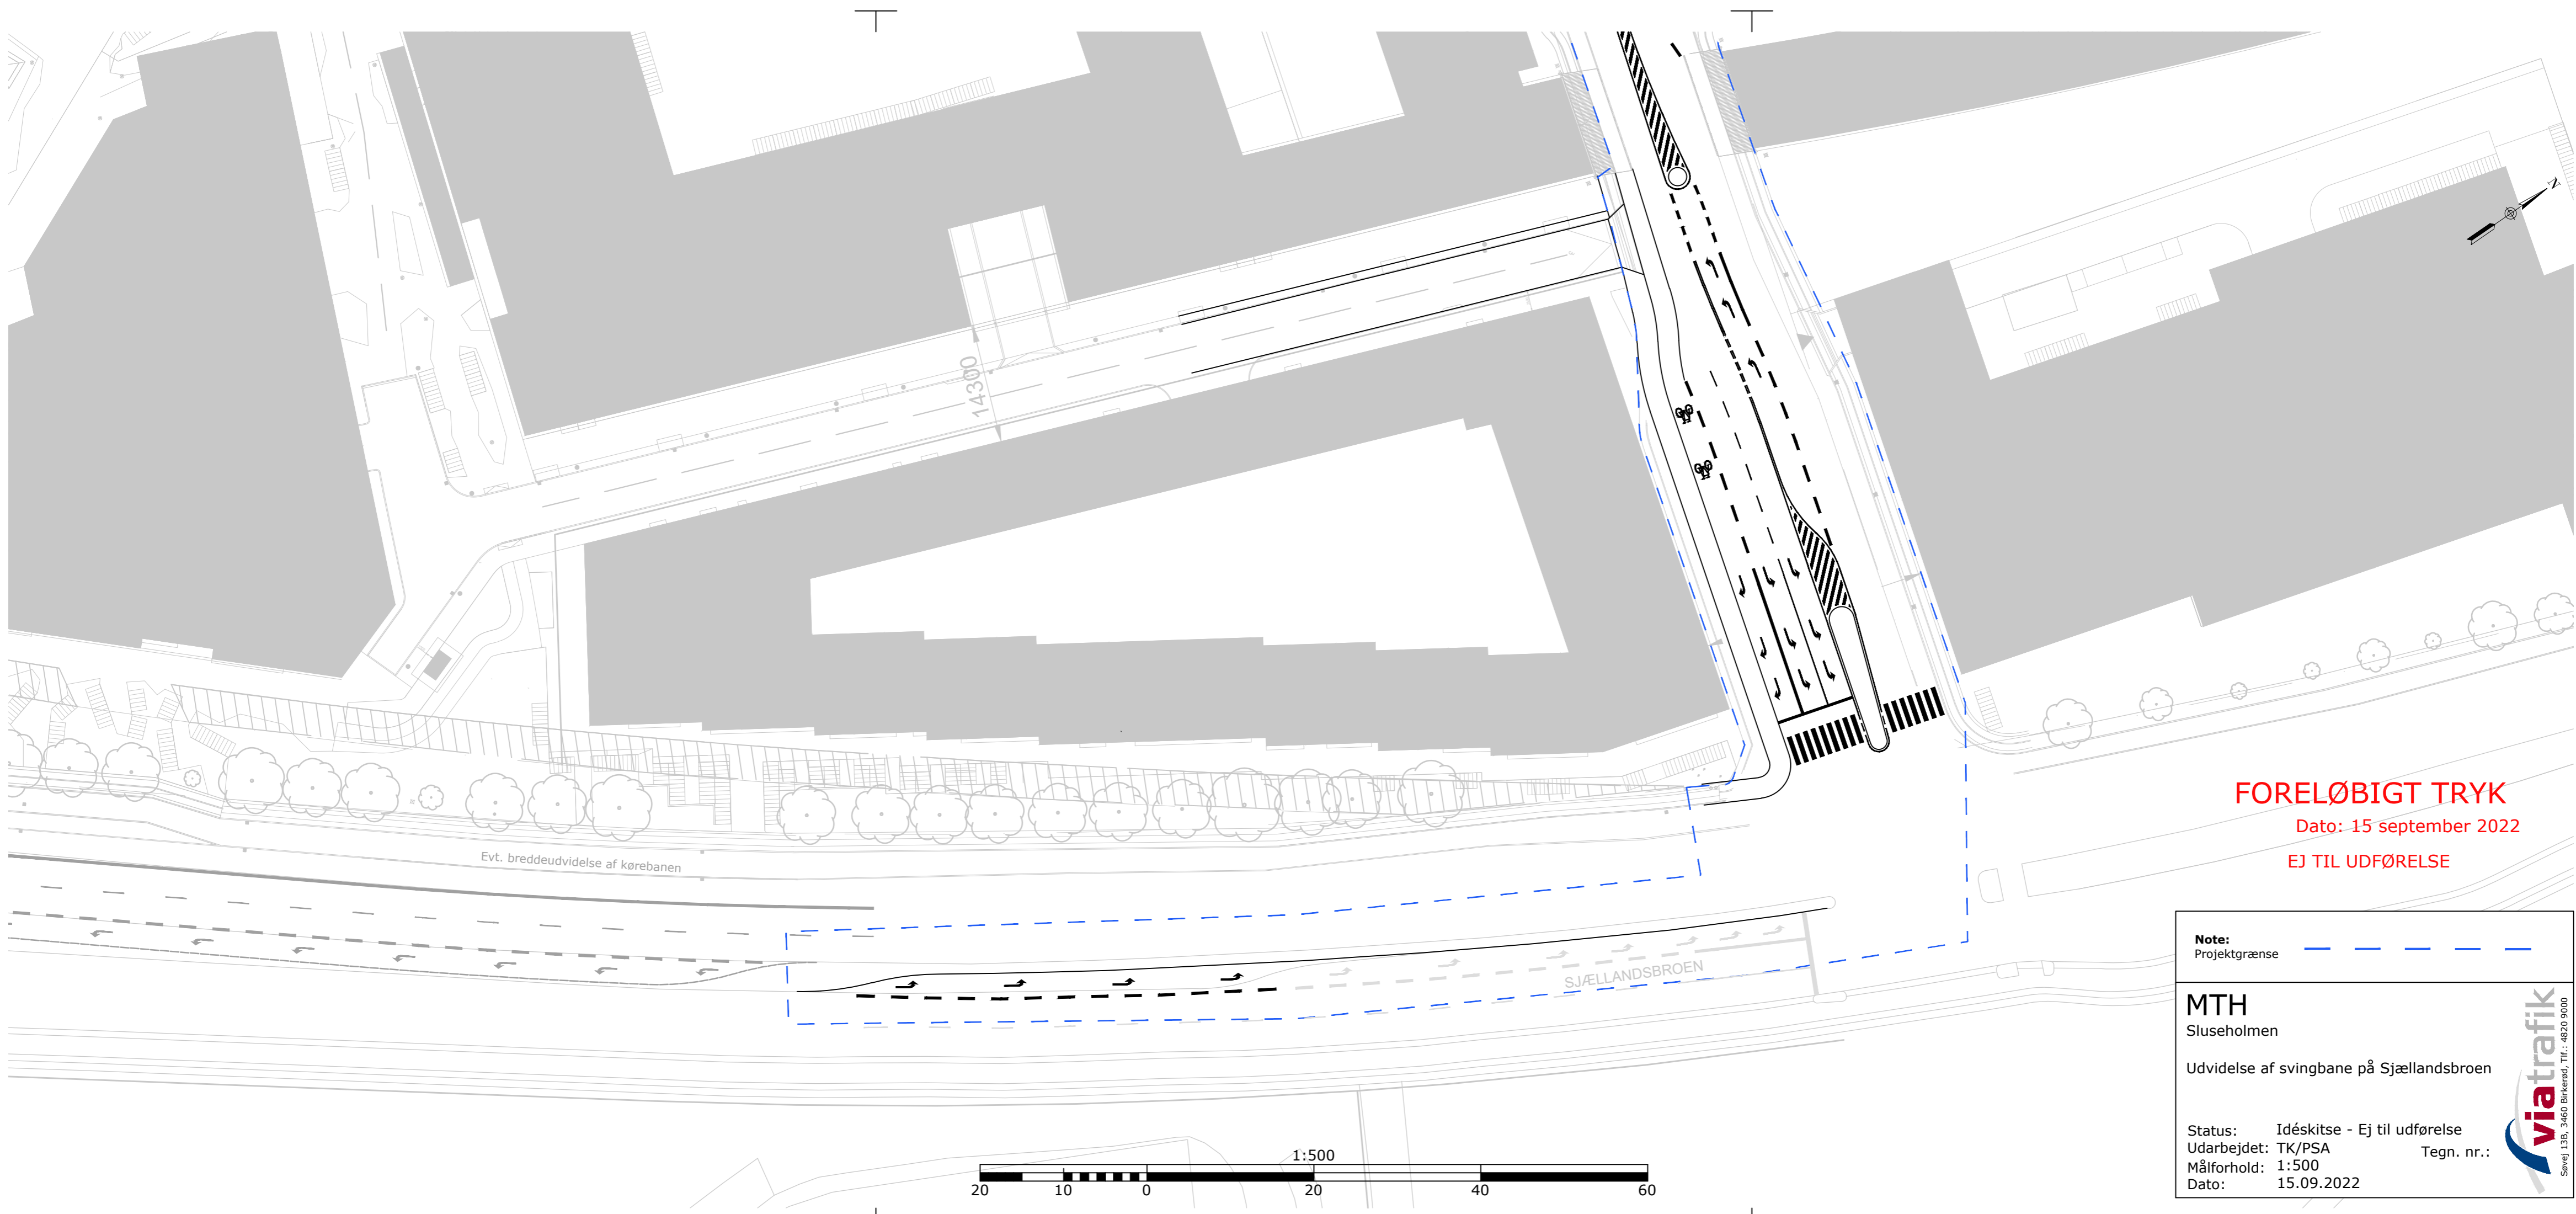 14300
Evt. breddeudvidelse af kørebanen
SJÆLLANDSBROEN
N
FORELØBIGT TRYK
Dato: 15 september 2022
EJ TIL UDFØRELSE
Note:
Projektgrænse
MTH
Sluseholmen
Udvidelse af svingbane på Sjællandsbroen
Status: Idéskitse - Ej til udførelse
Udarbejdet: TK/PSA Tegn. nr.:
Målforhold: 1:500
Dato: 15.09.2022
viatrafik
Søvej 13B, 3460 Birkerød, Tlf.: 4820 9000
1:500
20 10 0 20 40 60